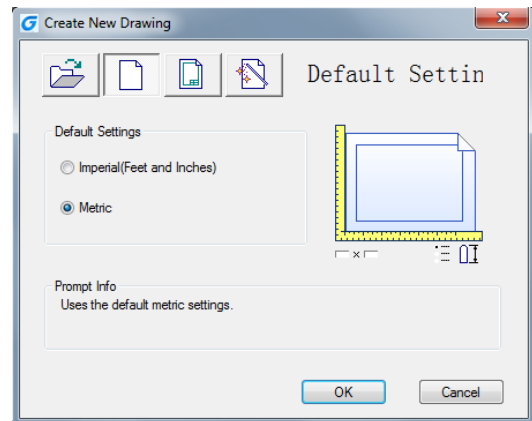 Create New Drawing
Default Settin
Default Settings
Imperial(Feet and Inches)
Metric
Prompt Info
Uses the default metric settings.
OK
Cancel